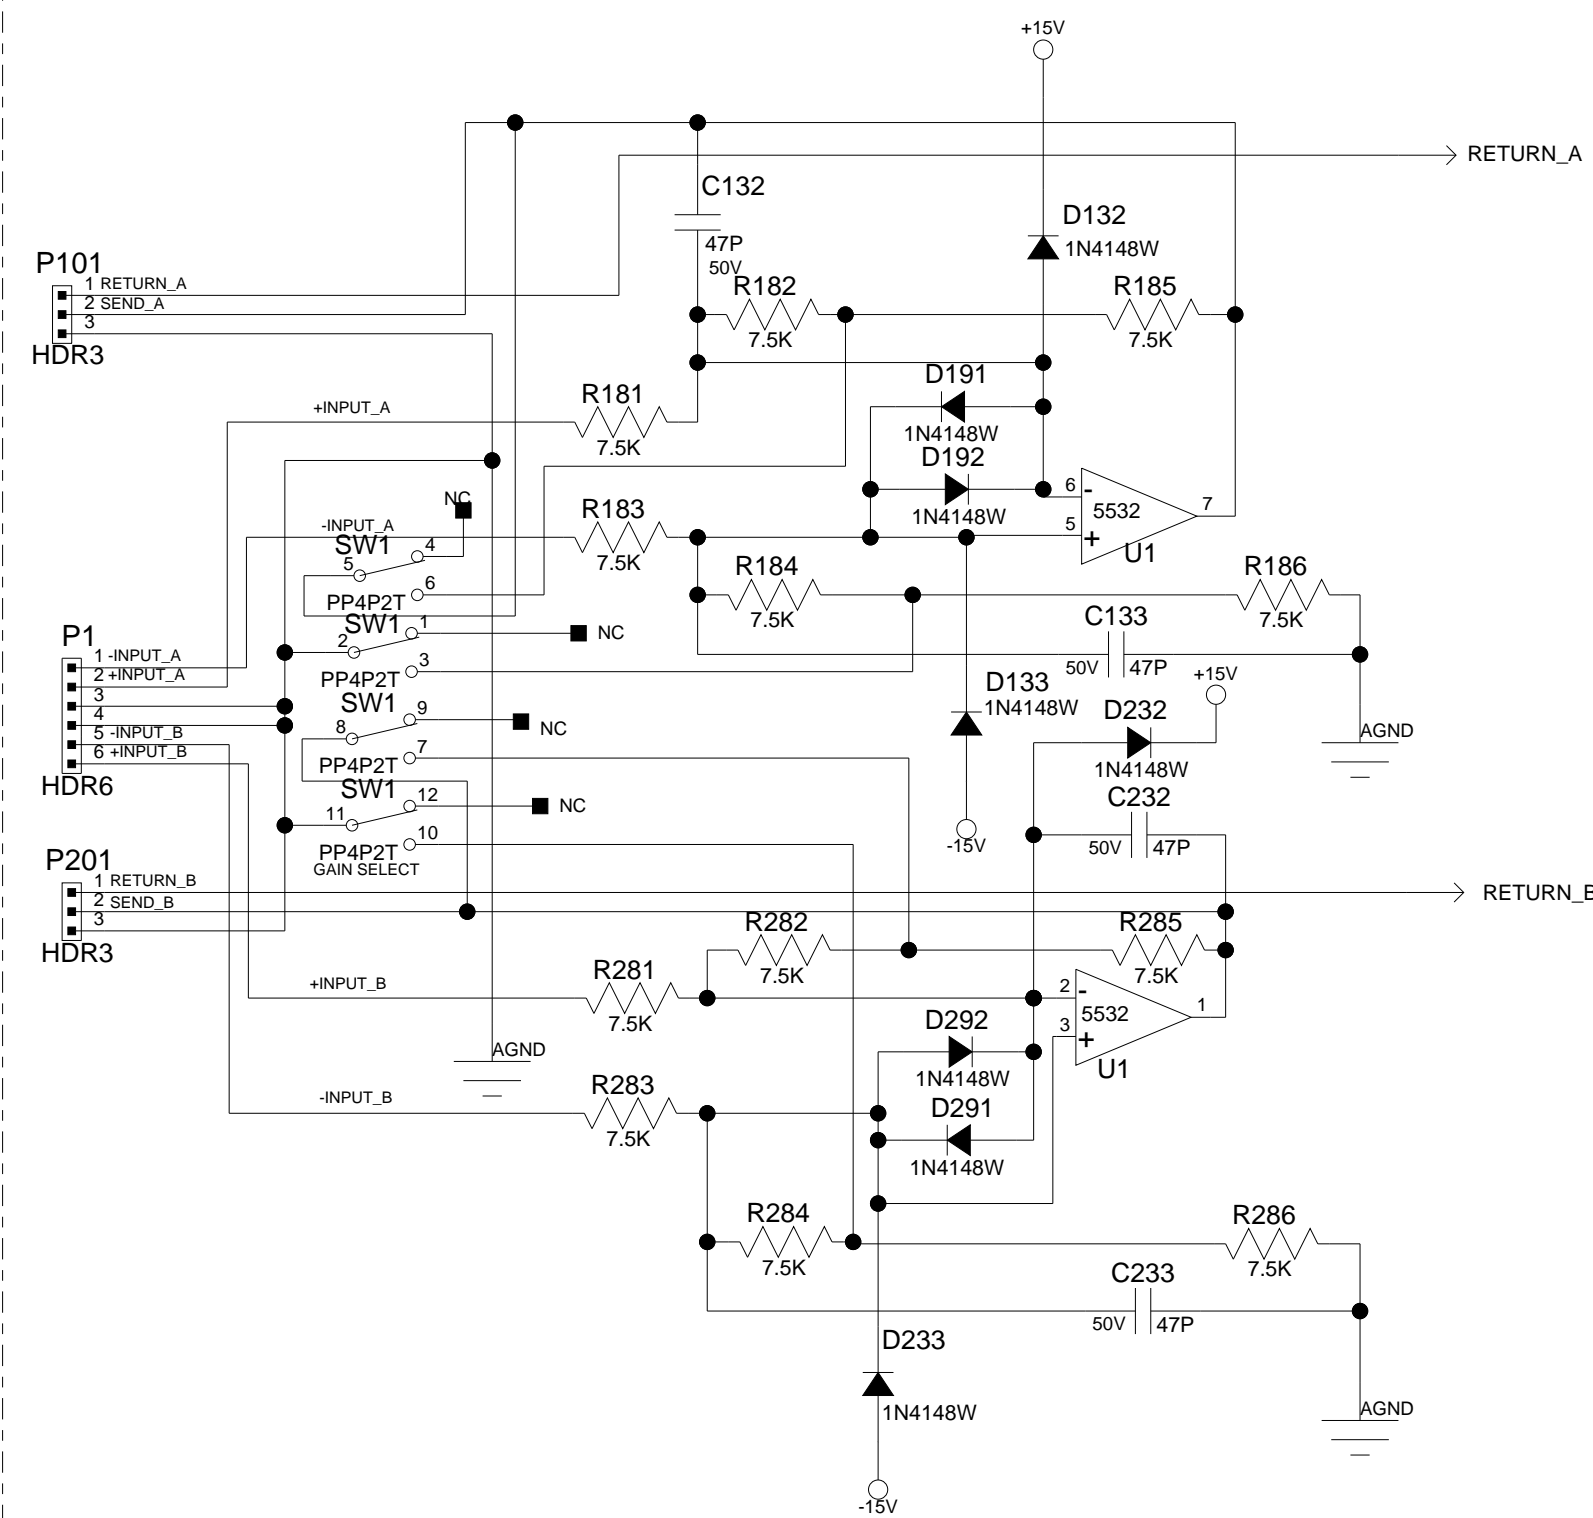 +15V
RETURN_A
C132
47P
50V
D132
1N4148W
P101
1 RETURN_A
2 SEND_A
3
HDR3
R182
7.5K
R185
7.5K
D191
1N4148W
R181
7.5K
+INPUT_A
D192
1N4148W
NC
-INPUT_A
R183
7.5K
6
-
5
+
5532
7
U1
SW1
4
5
6
PP4P2T
R184
7.5K
R186
7.5K
C133
50V
47P
SW1
1
2
NC
3
PP4P2T
P1
1 -INPUT_A
2 +INPUT_A
3
4
5 -INPUT_B
6 +INPUT_B
HDR6
+15V
D133
1N4148W
D232
1N4148W
AGND
SW1
9
8
NC
7
PP4P2T
SW1
12
11
NC
10
PP4P2T
GAIN SELECT
-15V
C232
50V
47P
P201
1 RETURN_B
2 SEND_B
3
HDR3
RETURN_B
R282
7.5K
R285
7.5K
R281
7.5K
+INPUT_B
2
-
3
+
5532
1
U1
D292
1N4148W
AGND
R283
7.5K
-INPUT_B
D291
1N4148W
R284
7.5K
R286
7.5K
C233
50V
47P
D233
1N4148W
AGND
-15V